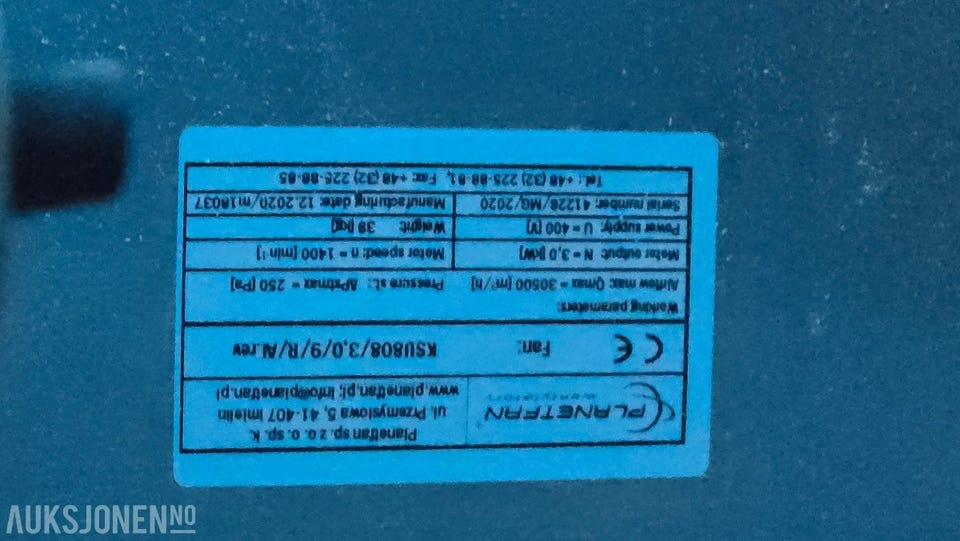 PLANETFAN
wentylatory
Planetfan sp. z o. o. sp. k.
ul. Przemysłowa 5, 41-407 Imielin
www.planetfan.pl; info@planetfan.pl
CE Fan: KSU808/3,0/9/R/Al.rev
Working parameters:
Airflow max: Qmax = 30500 [m³/h] Pressure st.: ΔPstmax = 250 [Pa]
Motor output: N = 3,0 [kW] Motor speed: n = 1400 [min⁻¹]
Power supply: U = 400 [V] Weight: 39 [kg]
Serial number: 41226/MG/2020 Manufacturing date: 12.2020/m18037
Tel.: +48 (32) 225-88-81, Fax: +48 (32) 225-88-85
AUKSJONEN NO